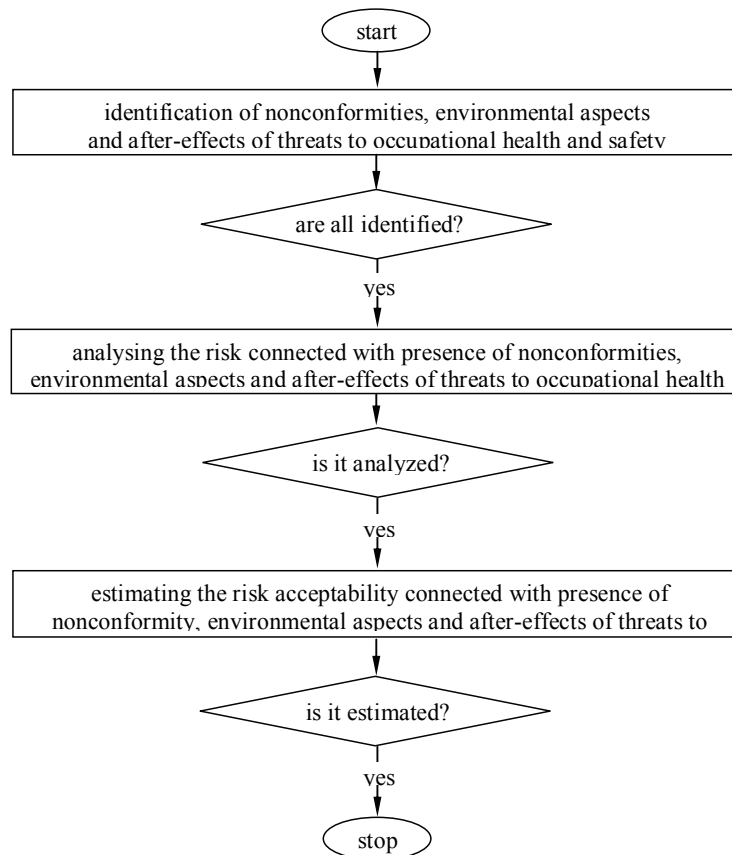 start
identification of nonconformities, environmental aspects
and after-effects of threats to occupational health and safety
are all identified?
yes
analysing the risk connected with presence of nonconformities,
environmental aspects and after-effects of threats to occupational health
is it analyzed?
yes
estimating the risk acceptability connected with presence of
nonconformity, environmental aspects and after-effects of threats to
is it estimated?
yes
stop